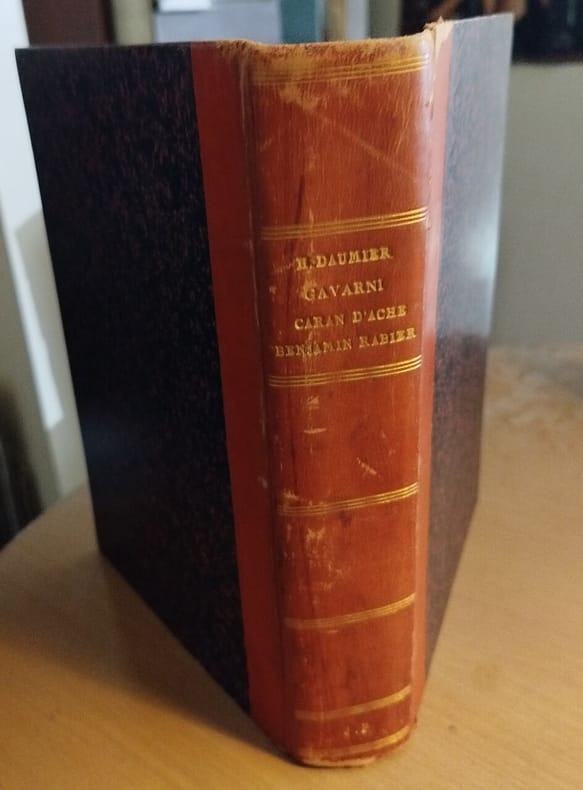 H. DAUMIER
GAVARNI
CARAN D'ACHE
BENJAMIN RABIER